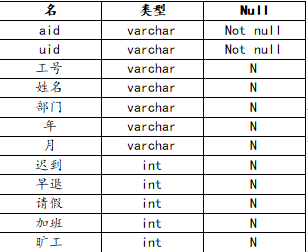 名 类型 Null
aid varchar Not null
uid varchar Not null
工号 varchar N
姓名 varchar N
部门 varchar N
年 varchar N
月 varchar N
迟到 int N
早退 int N
请假 int N
加班 int N
旷工 int N